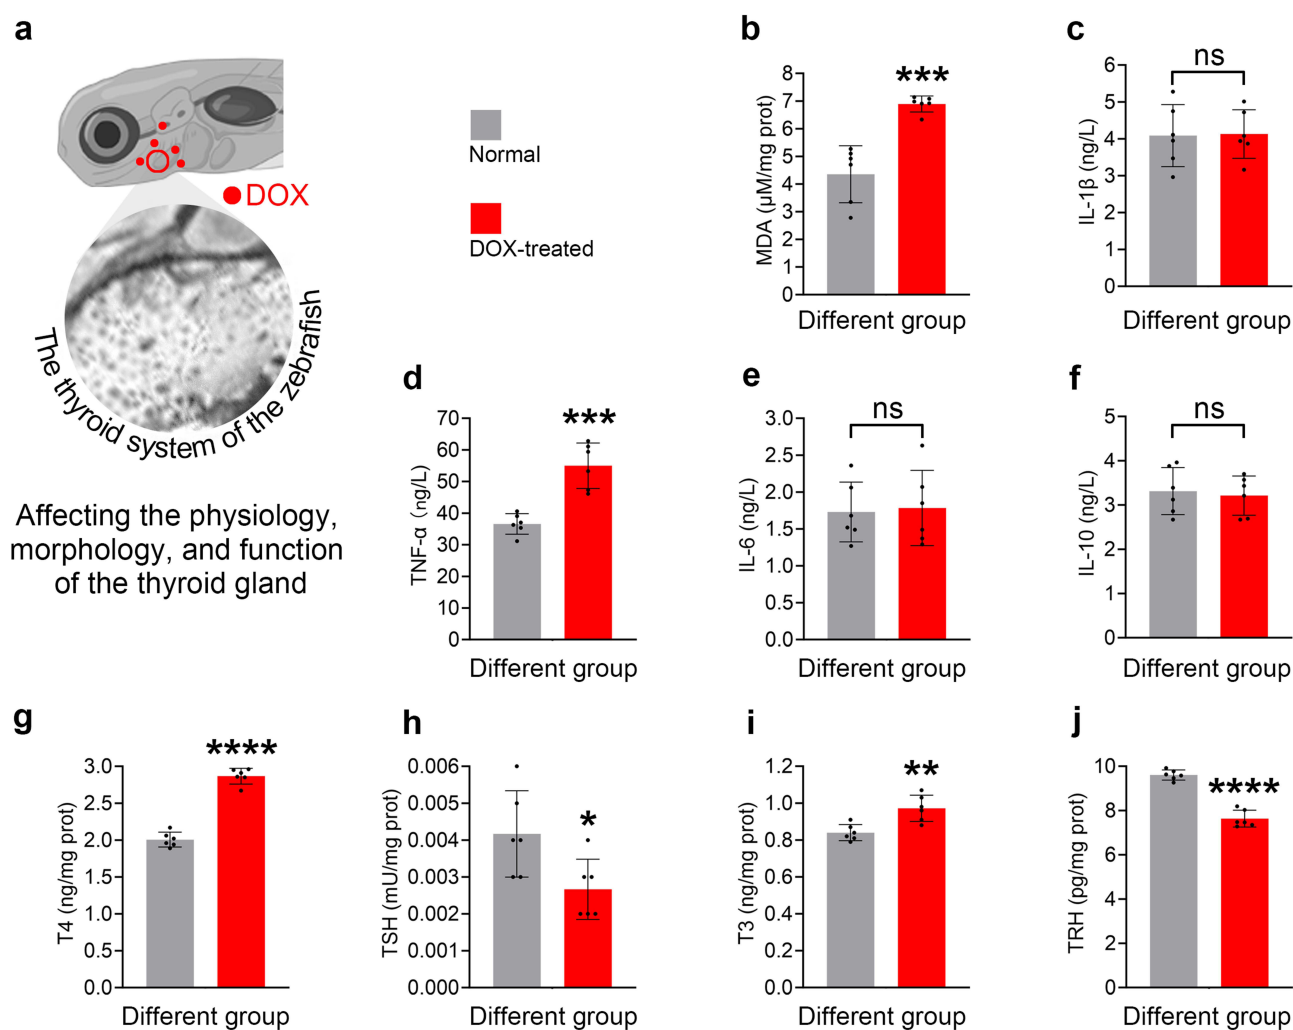 a
DOX
The thyroid system of the zebrafish
Affecting the physiology,
morphology, and function
of the thyroid gland
Normal
DOX-treated
b
MDA (μM/mg prot)
8
7
6
5
4
3
2
1
0
***
Different group
c
IL-1β (ng/L)
6
5
4
3
2
1
0
ns
Different group
d
TNF-α (ng/L)
70
60
50
40
30
20
10
0
***
Different group
e
IL-6 (ng/L)
3.0
2.5
2.0
1.5
1.0
0.5
0.0
ns
Different group
f
IL-10 (ng/L)
5
4
3
2
1
0
ns
Different group
g
T4 (ng/mg prot)
3.0
2.5
2.0
1.5
1.0
0.5
0.0
****
Different group
h
TSH (mU/mg prot)
0.006
0.005
0.004
0.003
0.002
0.001
0.000
*
Different group
i
T3 (ng/mg prot)
1.2
1.0
0.8
0.6
0.4
0.2
0.0
**
Different group
j
TRH (pg/mg prot)
10
8
6
4
2
0
****
Different group